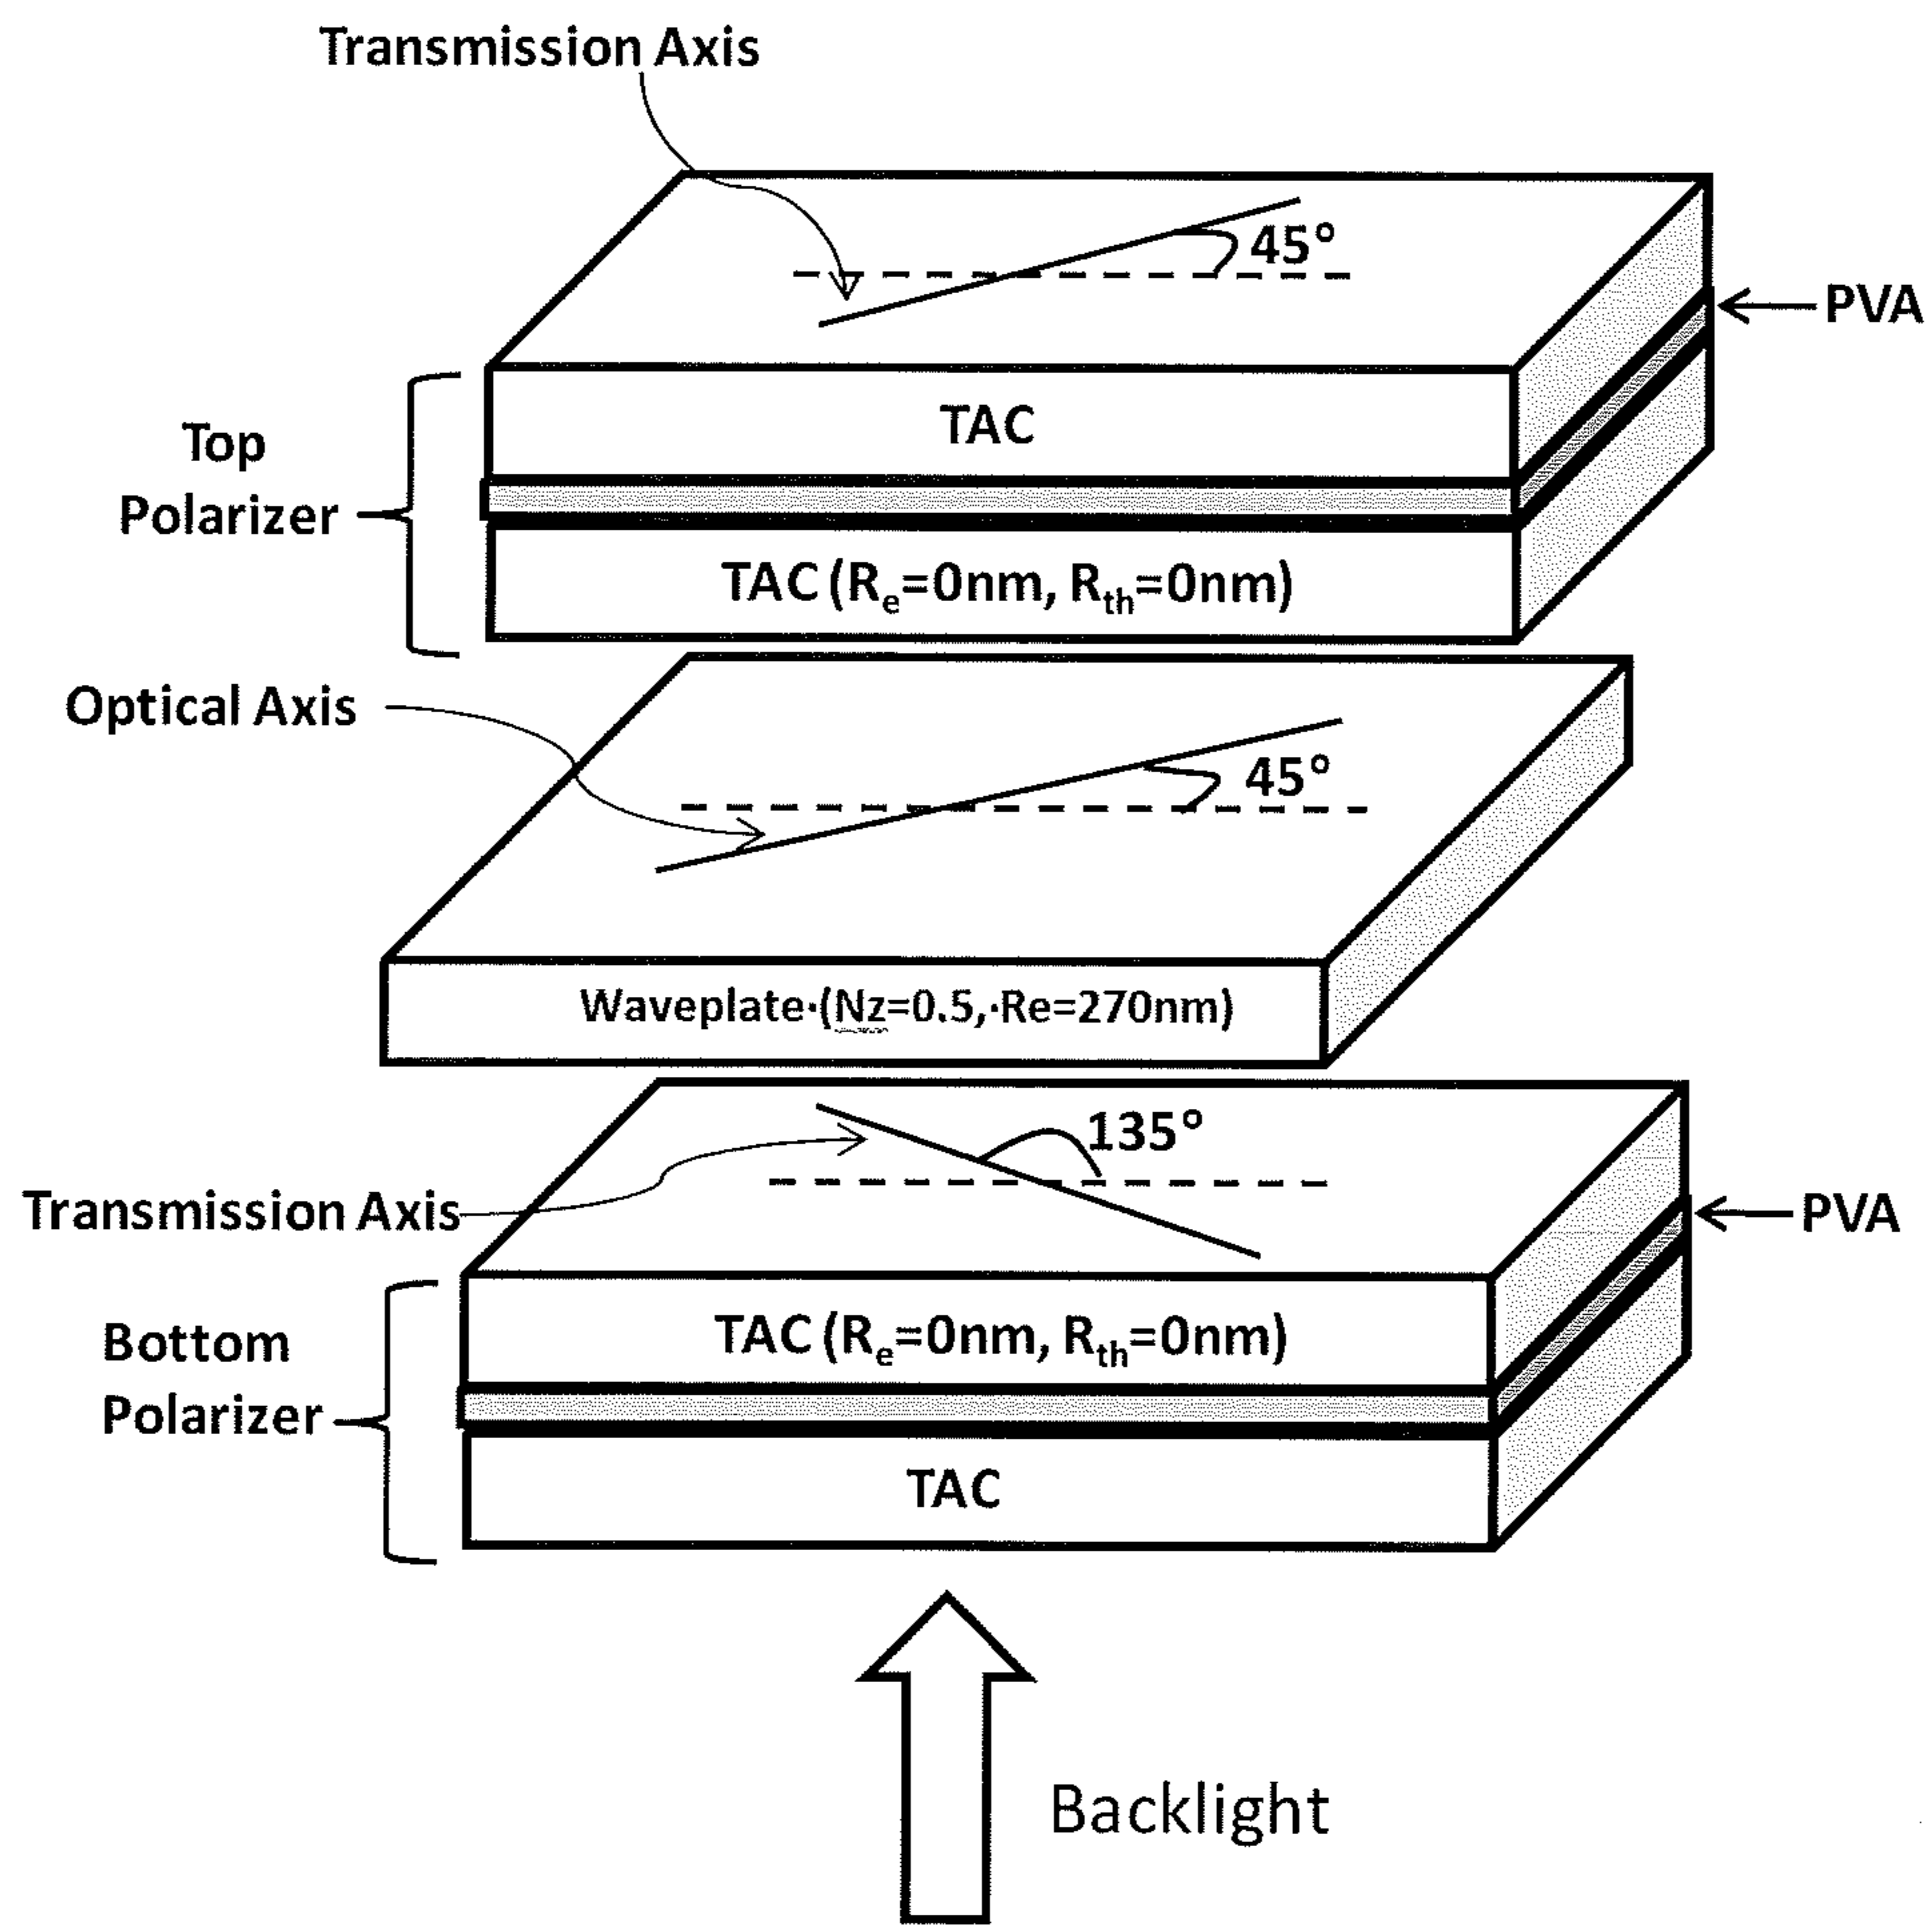 Transmission Axis
45°
PVA
TAC
Top
Polarizer
TAC (Re=0nm, Rth=0nm)
Optical Axis
45°
Waveplate·(Nz=0.5,·Re=270nm)
135°
Transmission Axis
PVA
TAC (Re=0nm, Rth=0nm)
Bottom
Polarizer
TAC
Backlight